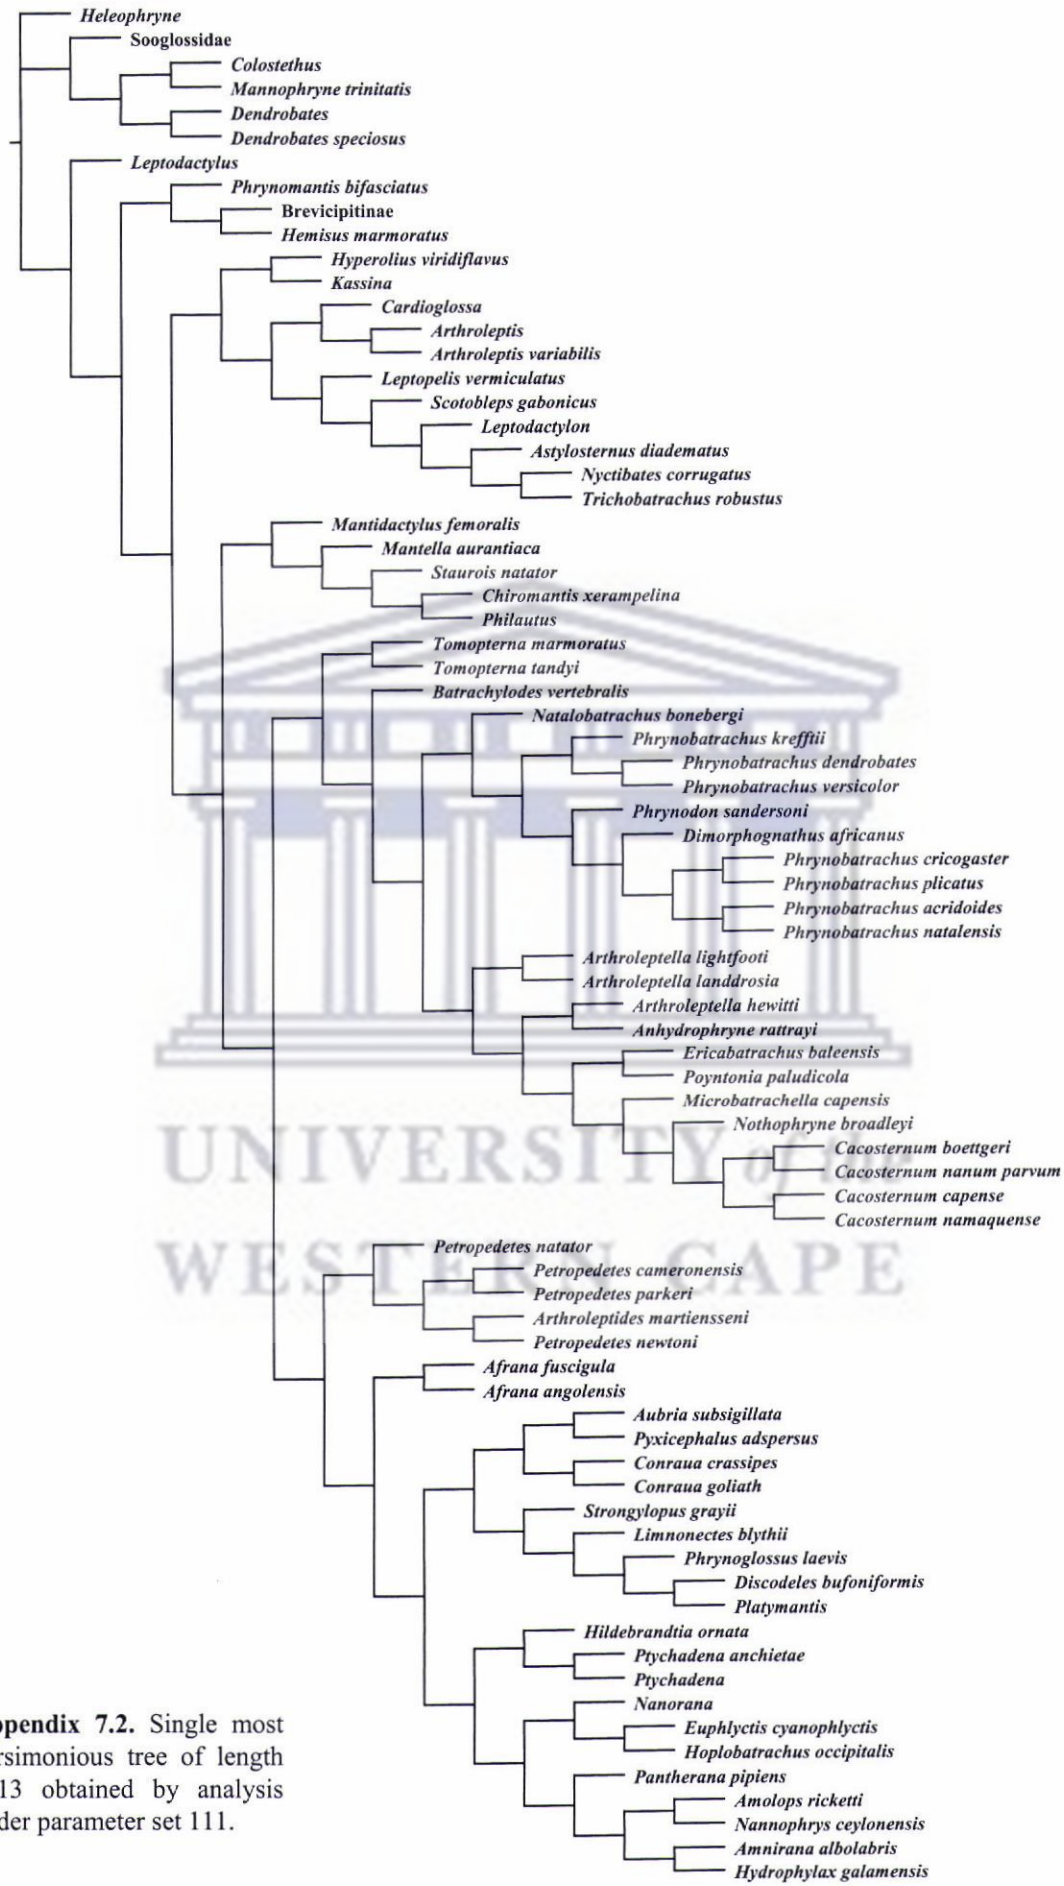 Heleophryne
Sooglossidae
Colostethus
Mannophryne trinitatis
Dendrobates
Dendrobates speciosus
Leptodactylus
Phrynomantis bifasciatus
Brevicipitinae
Hemisus marmoratus
Hyperolius viridiflavus
Kassina
Cardioglossa
Arthroleptis
Arthroleptis variabilis
Leptopelis vermiculatus
Scotobleps gabonicus
Leptodactylon
Astylosternus diadematus
Nyctibates corrugatus
Trichobatrachus robustus
Mantidactylus femoralis
Mantella aurantiaca
Staurois natator
Chiromantis xerampelina
Philautus
Tomopterna marmoratus
Tomopterna tandyi
Batrachylodes vertebralis
Natalobatrachus bonebergi
Phrynobatrachus krefftii
Phrynobatrachus dendrobates
Phrynobatrachus versicolor
Phrynodon sandersoni
Dimorphognathus africanus
Phrynobatrachus cricogaster
Phrynobatrachus plicatus
Phrynobatrachus acridoides
Phrynobatrachus natalensis
Arthroleptella lightfooti
Arthroleptella landdrosia
Arthroleptella hewitti
Anhydrophryne rattrayi
Ericabatrachus baleensis
Poyntonia paludicola
Microbatrachella capensis
Nothophryne broadleyi
Cacosternum boettgeri
Cacosternum nanum parvum
Cacosternum capense
Cacosternum namaquense
UNIVERSITY of the
WESTERN CAPE
Petropedetes natator
Petropedetes cameronensis
Petropedetes parkeri
Arthroleptides martiensseni
Petropedetes newtoni
Afrana fuscigula
Afrana angolensis
Aubria subsigillata
Pyxicephalus adspersus
Conraua crassipes
Conraua goliath
Strongylopus grayii
Limnonectes blythii
Phrynoglossus laevis
Discodeles bufoniformis
Platymantis
Hildebrandtia ornata
Ptychadena anchietae
Ptychadena
Nanorana
Euphlyctis cyanophlyctis
Hoplobatrachus occipitalis
Pantherana pipiens
Amolops ricketti
Nannophrys ceylonensis
Amnirana albolabris
Hydrophylax galamensis
ppendix 7.2. Single most
rsimonious tree of length
13 obtained by analysis
der parameter set 111.